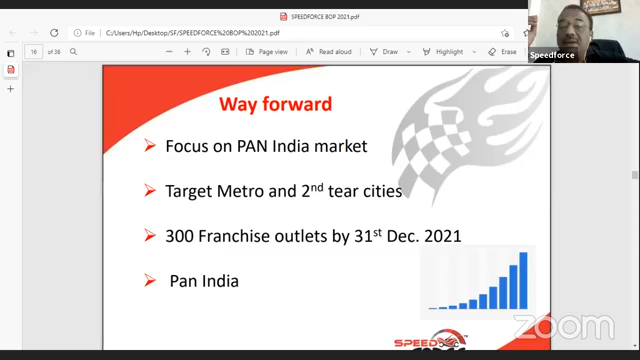 SPEEDFORCE BOP 2021.pdf
File
C:/Users/Hp/Desktop/SF/SPEEDFORCE%20BOP%202021.pdf
16 of 36
Page view
Read aloud
Draw
Highlight
Erase
Speedforce
Way forward
Focus on PAN India market
Target Metro and 2nd tear cities
300 Franchise outlets by 31st Dec. 2021
Pan India
zoom
SPEED